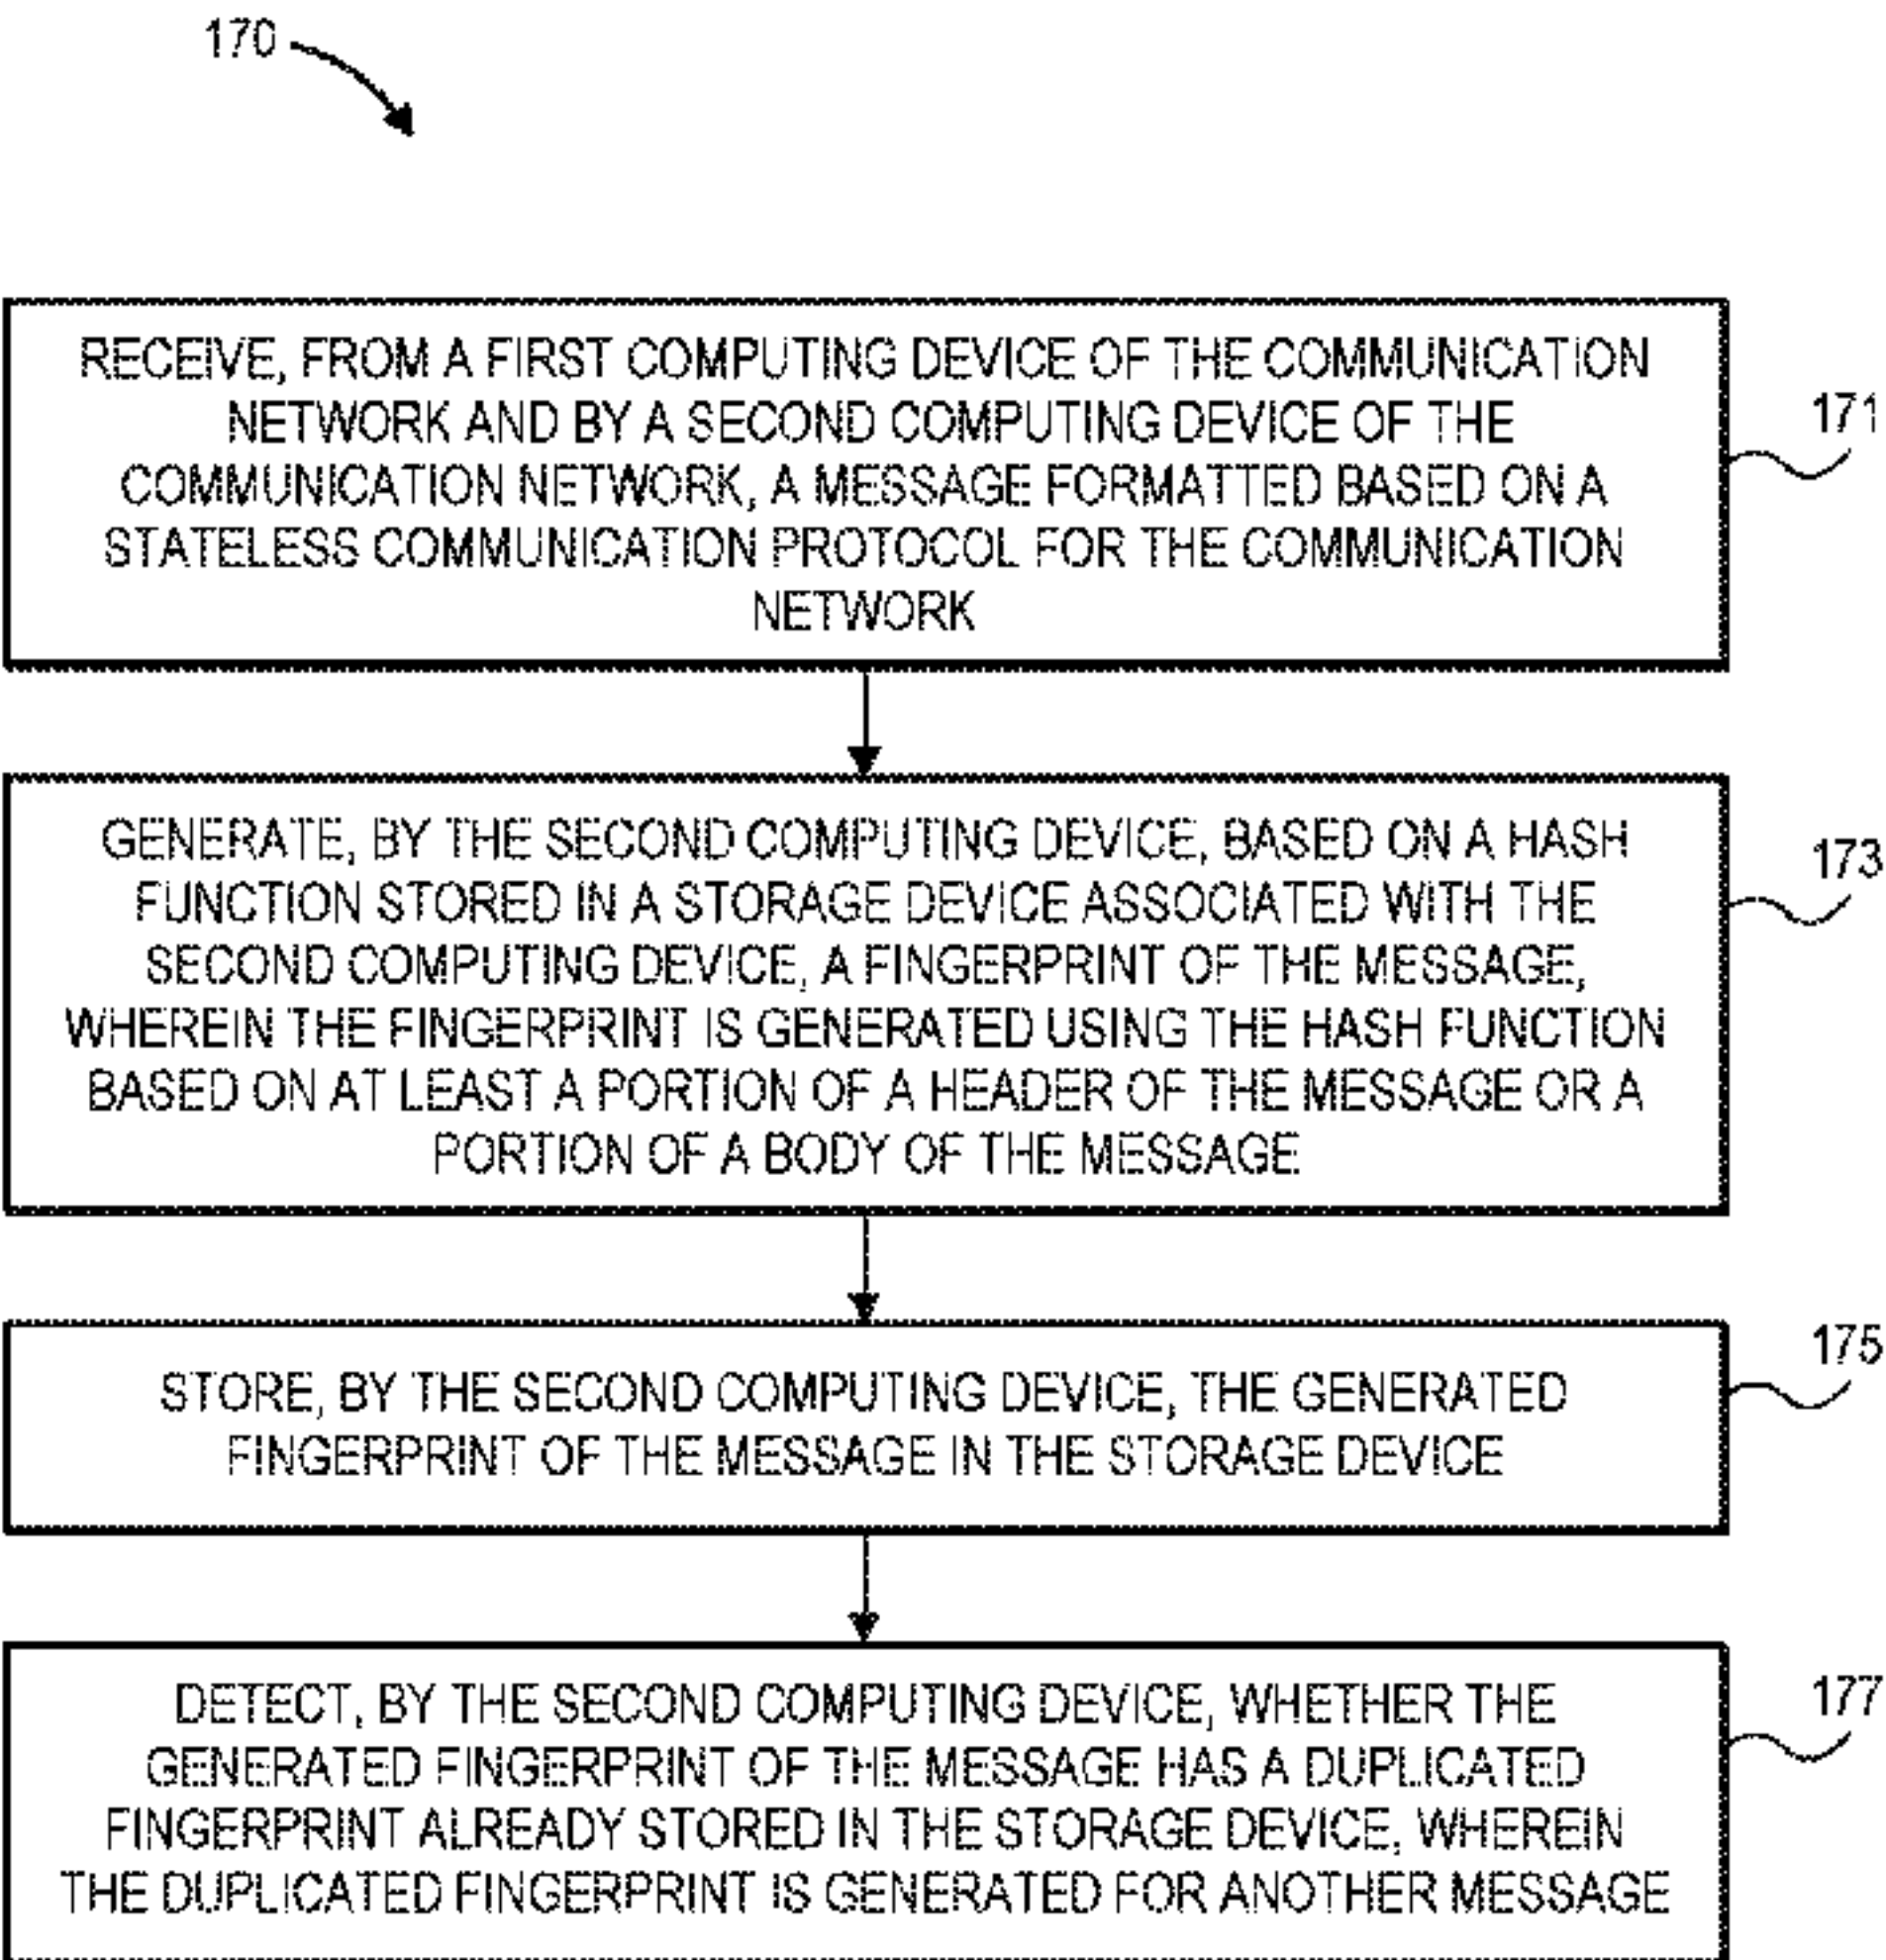 170
RECEIVE, FROM A FIRST COMPUTING DEVICE OF THE COMMUNICATION
NETWORK AND BY A SECOND COMPUTING DEVICE OF THE
COMMUNICATION NETWORK, A MESSAGE FORMATTED BASED ON A
STATELESS COMMUNICATION PROTOCOL FOR THE COMMUNICATION
NETWORK
171
GENERATE, BY THE SECOND COMPUTING DEVICE, BASED ON A HASH
FUNCTION STORED IN A STORAGE DEVICE ASSOCIATED WITH THE
SECOND COMPUTING DEVICE, A FINGERPRINT OF THE MESSAGE,
WHEREIN THE FINGERPRINT IS GENERATED USING THE HASH FUNCTION
BASED ON AT LEAST A PORTION OF A HEADER OF THE MESSAGE OR A
PORTION OF A BODY OF THE MESSAGE
173
STORE, BY THE SECOND COMPUTING DEVICE, THE GENERATED
FINGERPRINT OF THE MESSAGE IN THE STORAGE DEVICE
175
DETECT, BY THE SECOND COMPUTING DEVICE, WHETHER THE
GENERATED FINGERPRINT OF THE MESSAGE HAS A DUPLICATED
FINGERPRINT ALREADY STORED IN THE STORAGE DEVICE, WHEREIN
THE DUPLICATED FINGERPRINT IS GENERATED FOR ANOTHER MESSAGE
177